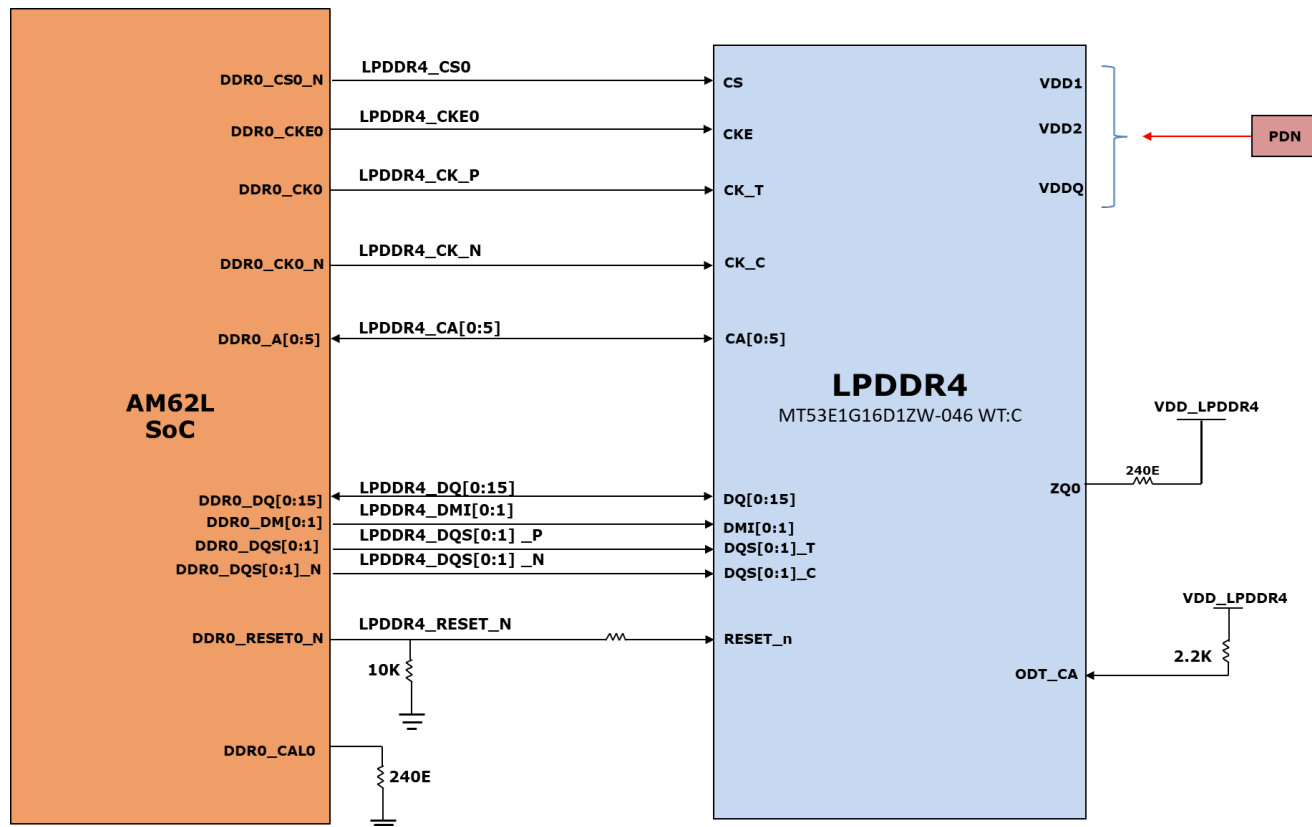 DDR0_CS0_N
LPDDR4_CS0
CS
VDD1
DDR0_CKE0
LPDDR4_CKE0
CKE
VDD2
PDN
DDR0_CK0
LPDDR4_CK_P
CK_T
VDDQ
DDR0_CK0_N
LPDDR4_CK_N
CK_C
DDR0_A[0:5]
LPDDR4_CA[0:5]
CA[0:5]
AM62L
SoC
LPDDR4
MT53E1G16D1ZW-046 WT:C
VDD_LPDDR4
240E
ZQ0
DDR0_DQ[0:15]
LPDDR4_DQ[0:15]
DQ[0:15]
DDR0_DM[0:1]
LPDDR4_DMI[0:1]
DMI[0:1]
DDR0_DQS[0:1]
LPDDR4_DQS[0:1] _P
DQS[0:1]_T
DDR0_DQS[0:1]_N
LPDDR4_DQS[0:1] _N
DQS[0:1]_C
VDD_LPDDR4
DDR0_RESET0_N
LPDDR4_RESET_N
RESET_n
10K
2.2K
ODT_CA
DDR0_CAL0
240E